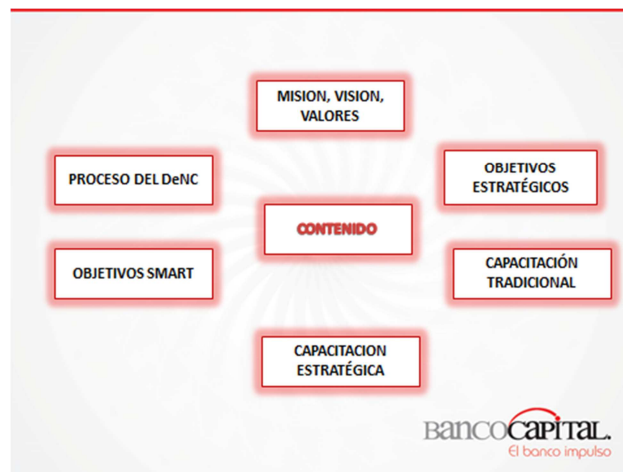 MISION, VISION,
VALORES
OBJETIVOS
ESTRATÉGICOS
PROCESO DEL DeNC
CONTENIDO
OBJETIVOS SMART
CAPACITACIÓN
TRADICIONAL
CAPACITACION
ESTRATÉGICA
BANCOCAPITAL.
El banco impulso